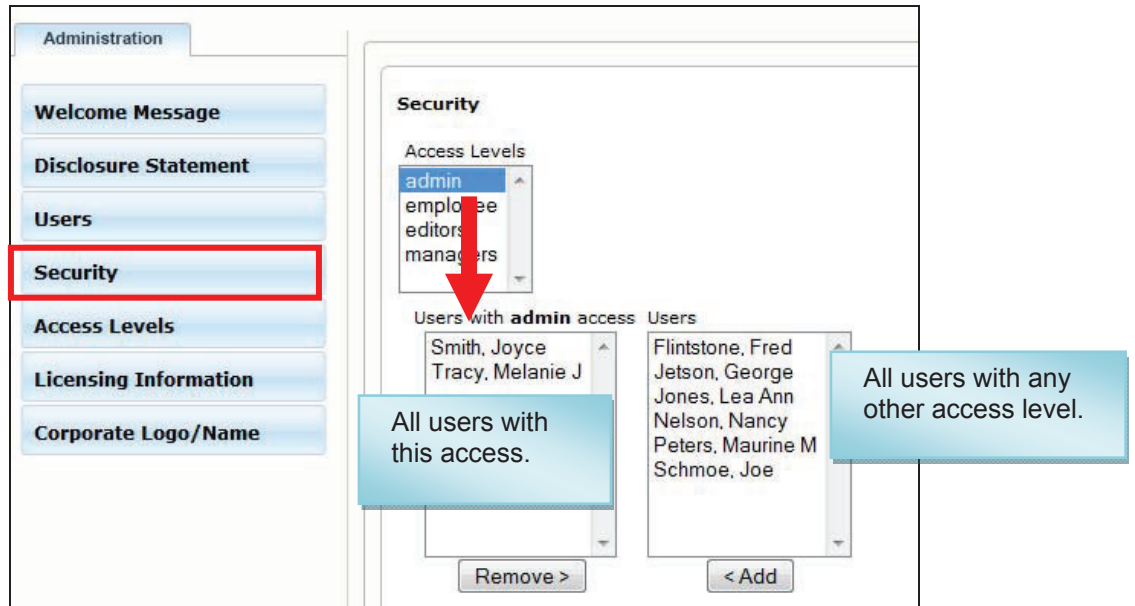 Administration
Welcome Message
Disclosure Statement
Users
Security
Access Levels
Licensing Information
Corporate Logo/Name
Security
Access Levels
admin
employee
editors
managers
Users with admin access
Smith, Joyce
Tracy, Melanie J
All users with
this access.
Remove >
Users
Flintstone, Fred
Jetson, George
Jones, Lea Ann
Nelson, Nancy
Peters, Maurine M
Schmoe, Joe
< Add
All users with any
other access level.